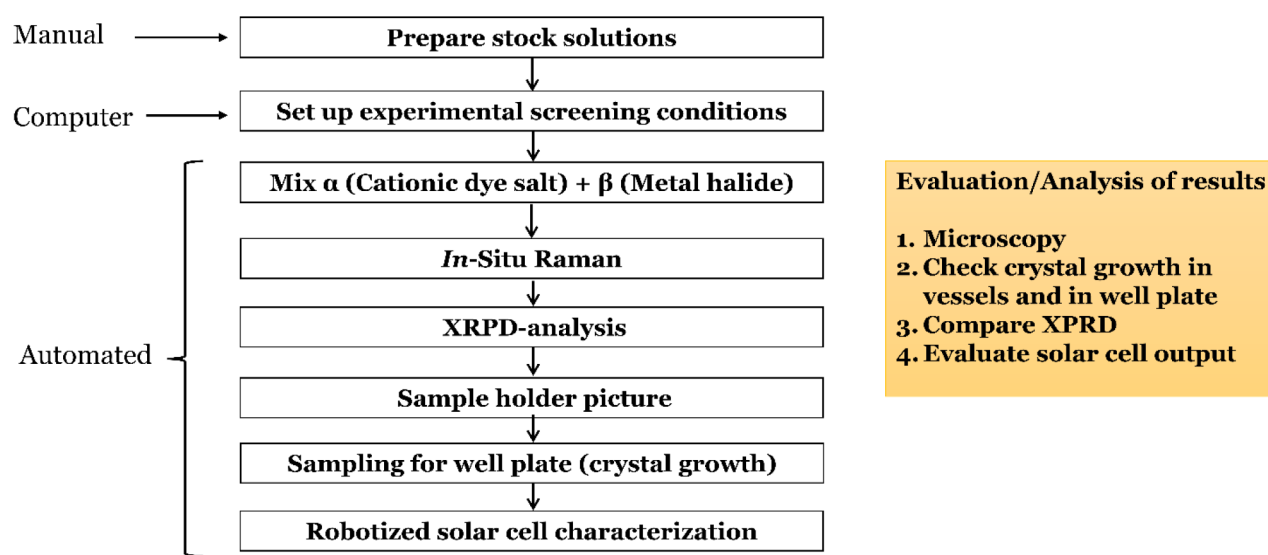 Manual
Prepare stock solutions
Computer
Set up experimental screening conditions
Automated
Mix α (Cationic dye salt) + β (Metal halide)
In-Situ Raman
XRPD-analysis
Sample holder picture
Sampling for well plate (crystal growth)
Robotized solar cell characterization
Evaluation/Analysis of results
1. Microscopy
2. Check crystal growth in
vessels and in well plate
3. Compare XPRD
4. Evaluate solar cell output